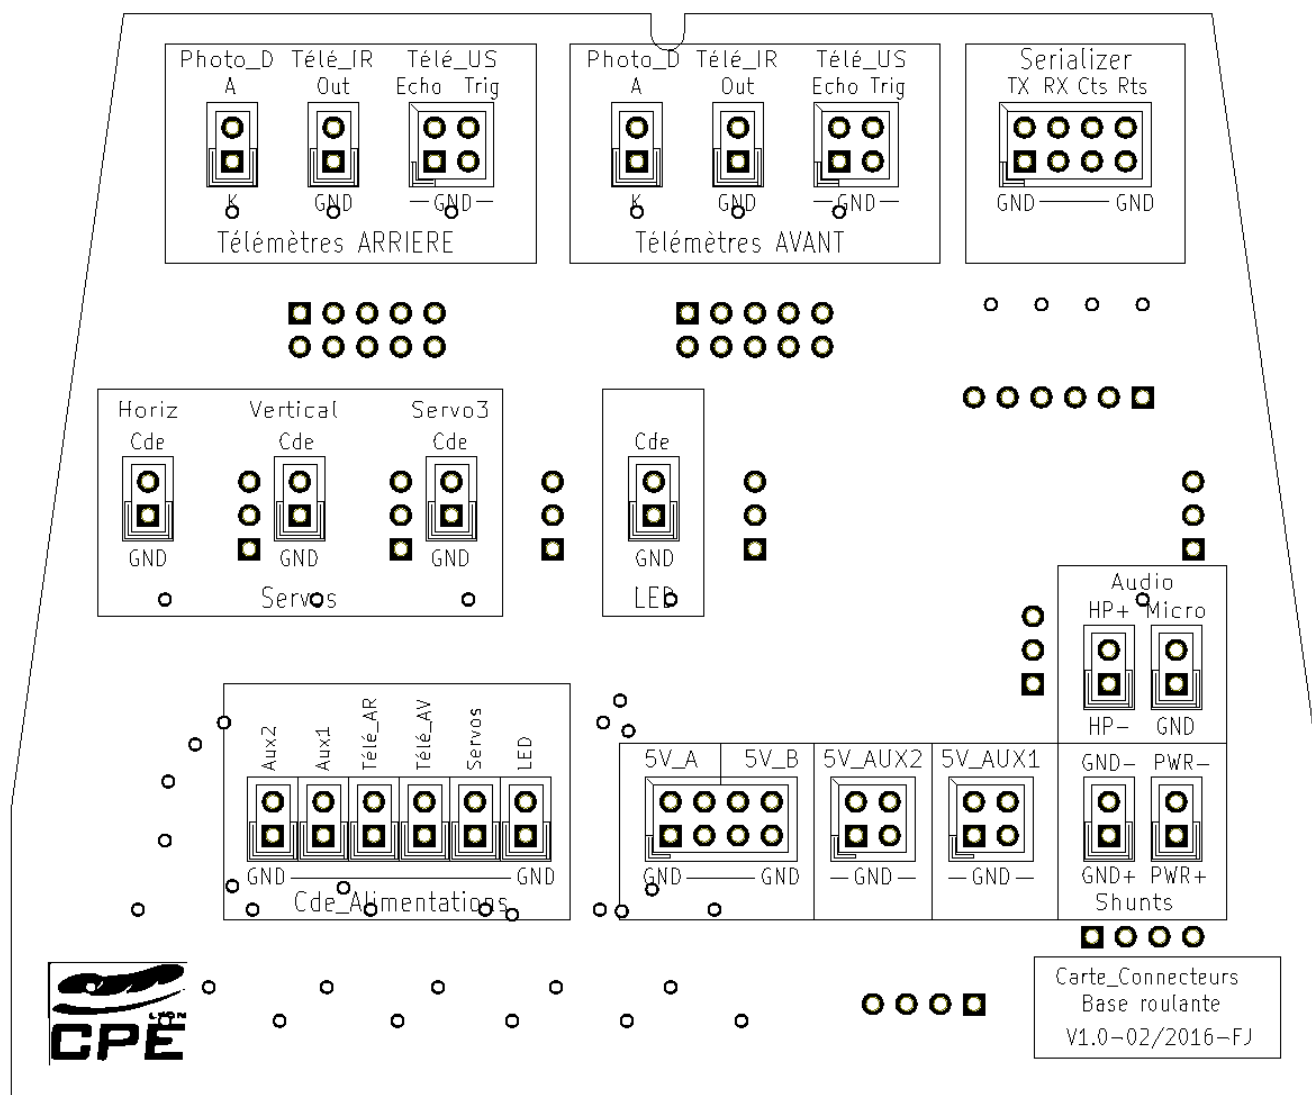 Photo_D Télé_IR Télé_US
A Out Echo Trig
K GND GND
Télémètres ARRIERE
Photo_D Télé_IR Télé_US
A Out Echo Trig
K GND GND
Télémètres AVANT
Serializer
TX RX Cts Rts
GND GND
Horiz Vertical Servo3
Cde Cde Cde
GND GND GND
Servos
Cde
GND
LED
Audio
HP+ Micro
HP- GND
Aux2 Aux1 Télé_AR Télé_AV Servos LED
GND GND
Cde_Alimentations
5V_A 5V_B 5V_AUX2 5V_AUX1
GND GND GND GND
GND- PWR-
GND+ PWR+
Shunts
Carte_Connecteurs
Base roulante
V1.0-02/2016-FJ
LYON
CPE